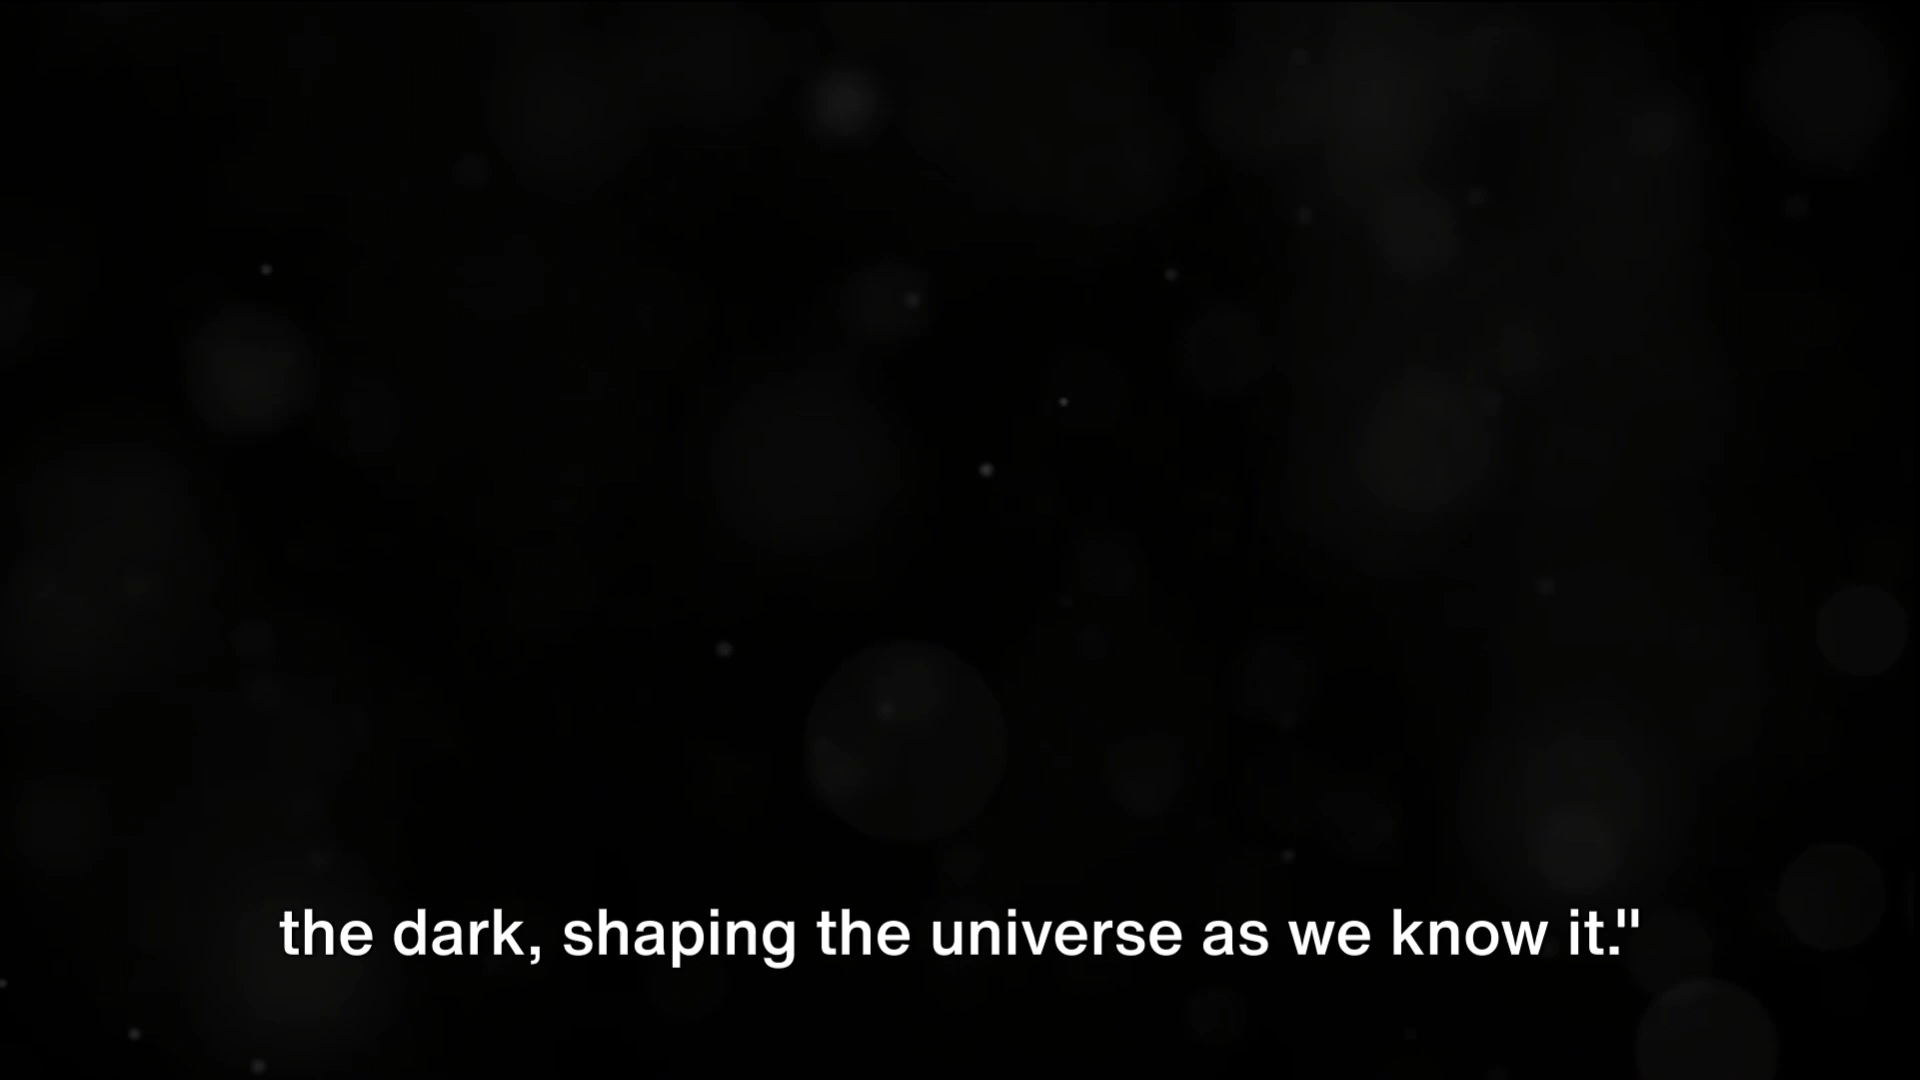 the dark, shaping the universe as we know it."